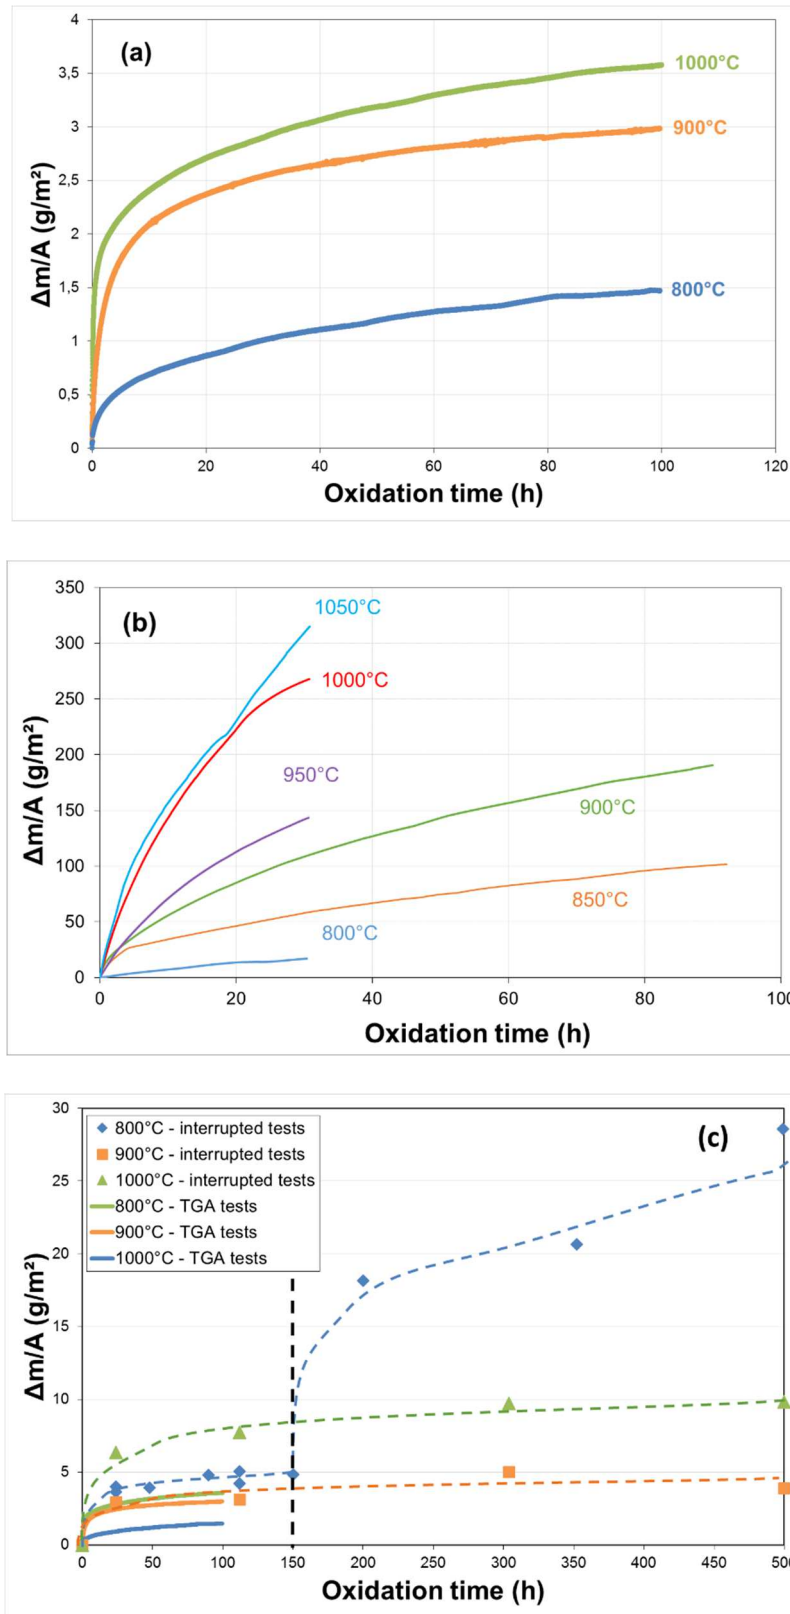 (a)
4
3,5
3
2,5
2
1,5
1
0,5
0
Δm/A (g/m²)
1000°C
900°C
800°C
0 20 40 60 80 100 120
Oxidation time (h)
(b)
350
300
250
200
150
100
50
0
Δm/A (g/m²)
1050°C
1000°C
950°C
900°C
850°C
800°C
0 20 40 60 80 100
Oxidation time (h)
(c)
30
25
20
15
10
5
0
Δm/A (g/m²)
800°C - interrupted tests
900°C - interrupted tests
1000°C - interrupted tests
800°C - TGA tests
900°C - TGA tests
1000°C - TGA tests
0 50 100 150 200 250 300 350 400 450 500
Oxidation time (h)